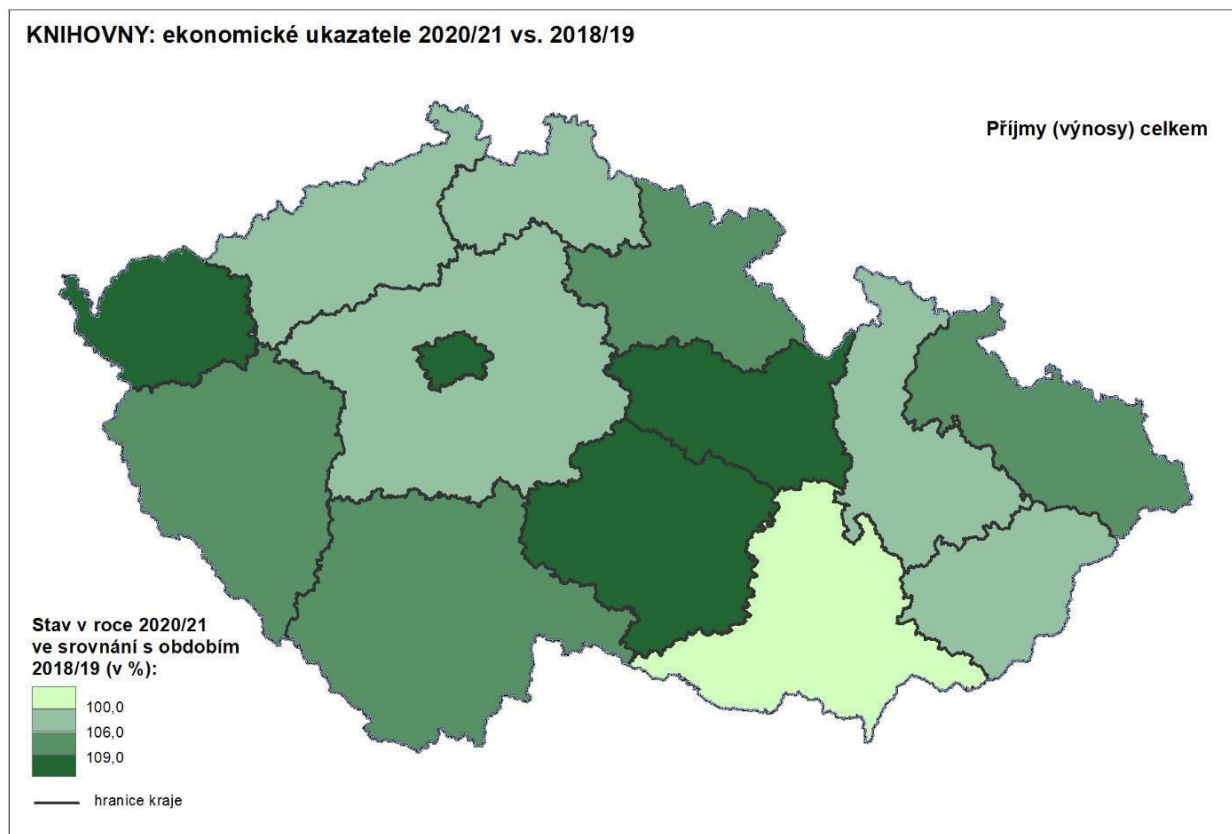 KNIHOVNY: ekonomické ukazatele 2020/21 vs. 2018/19
Příjmy (výnosy) celkem
Stav v roce 2020/21
ve srovnání s obdobím
2018/19 (v %):
100,0
106,0
109,0
hranice kraje